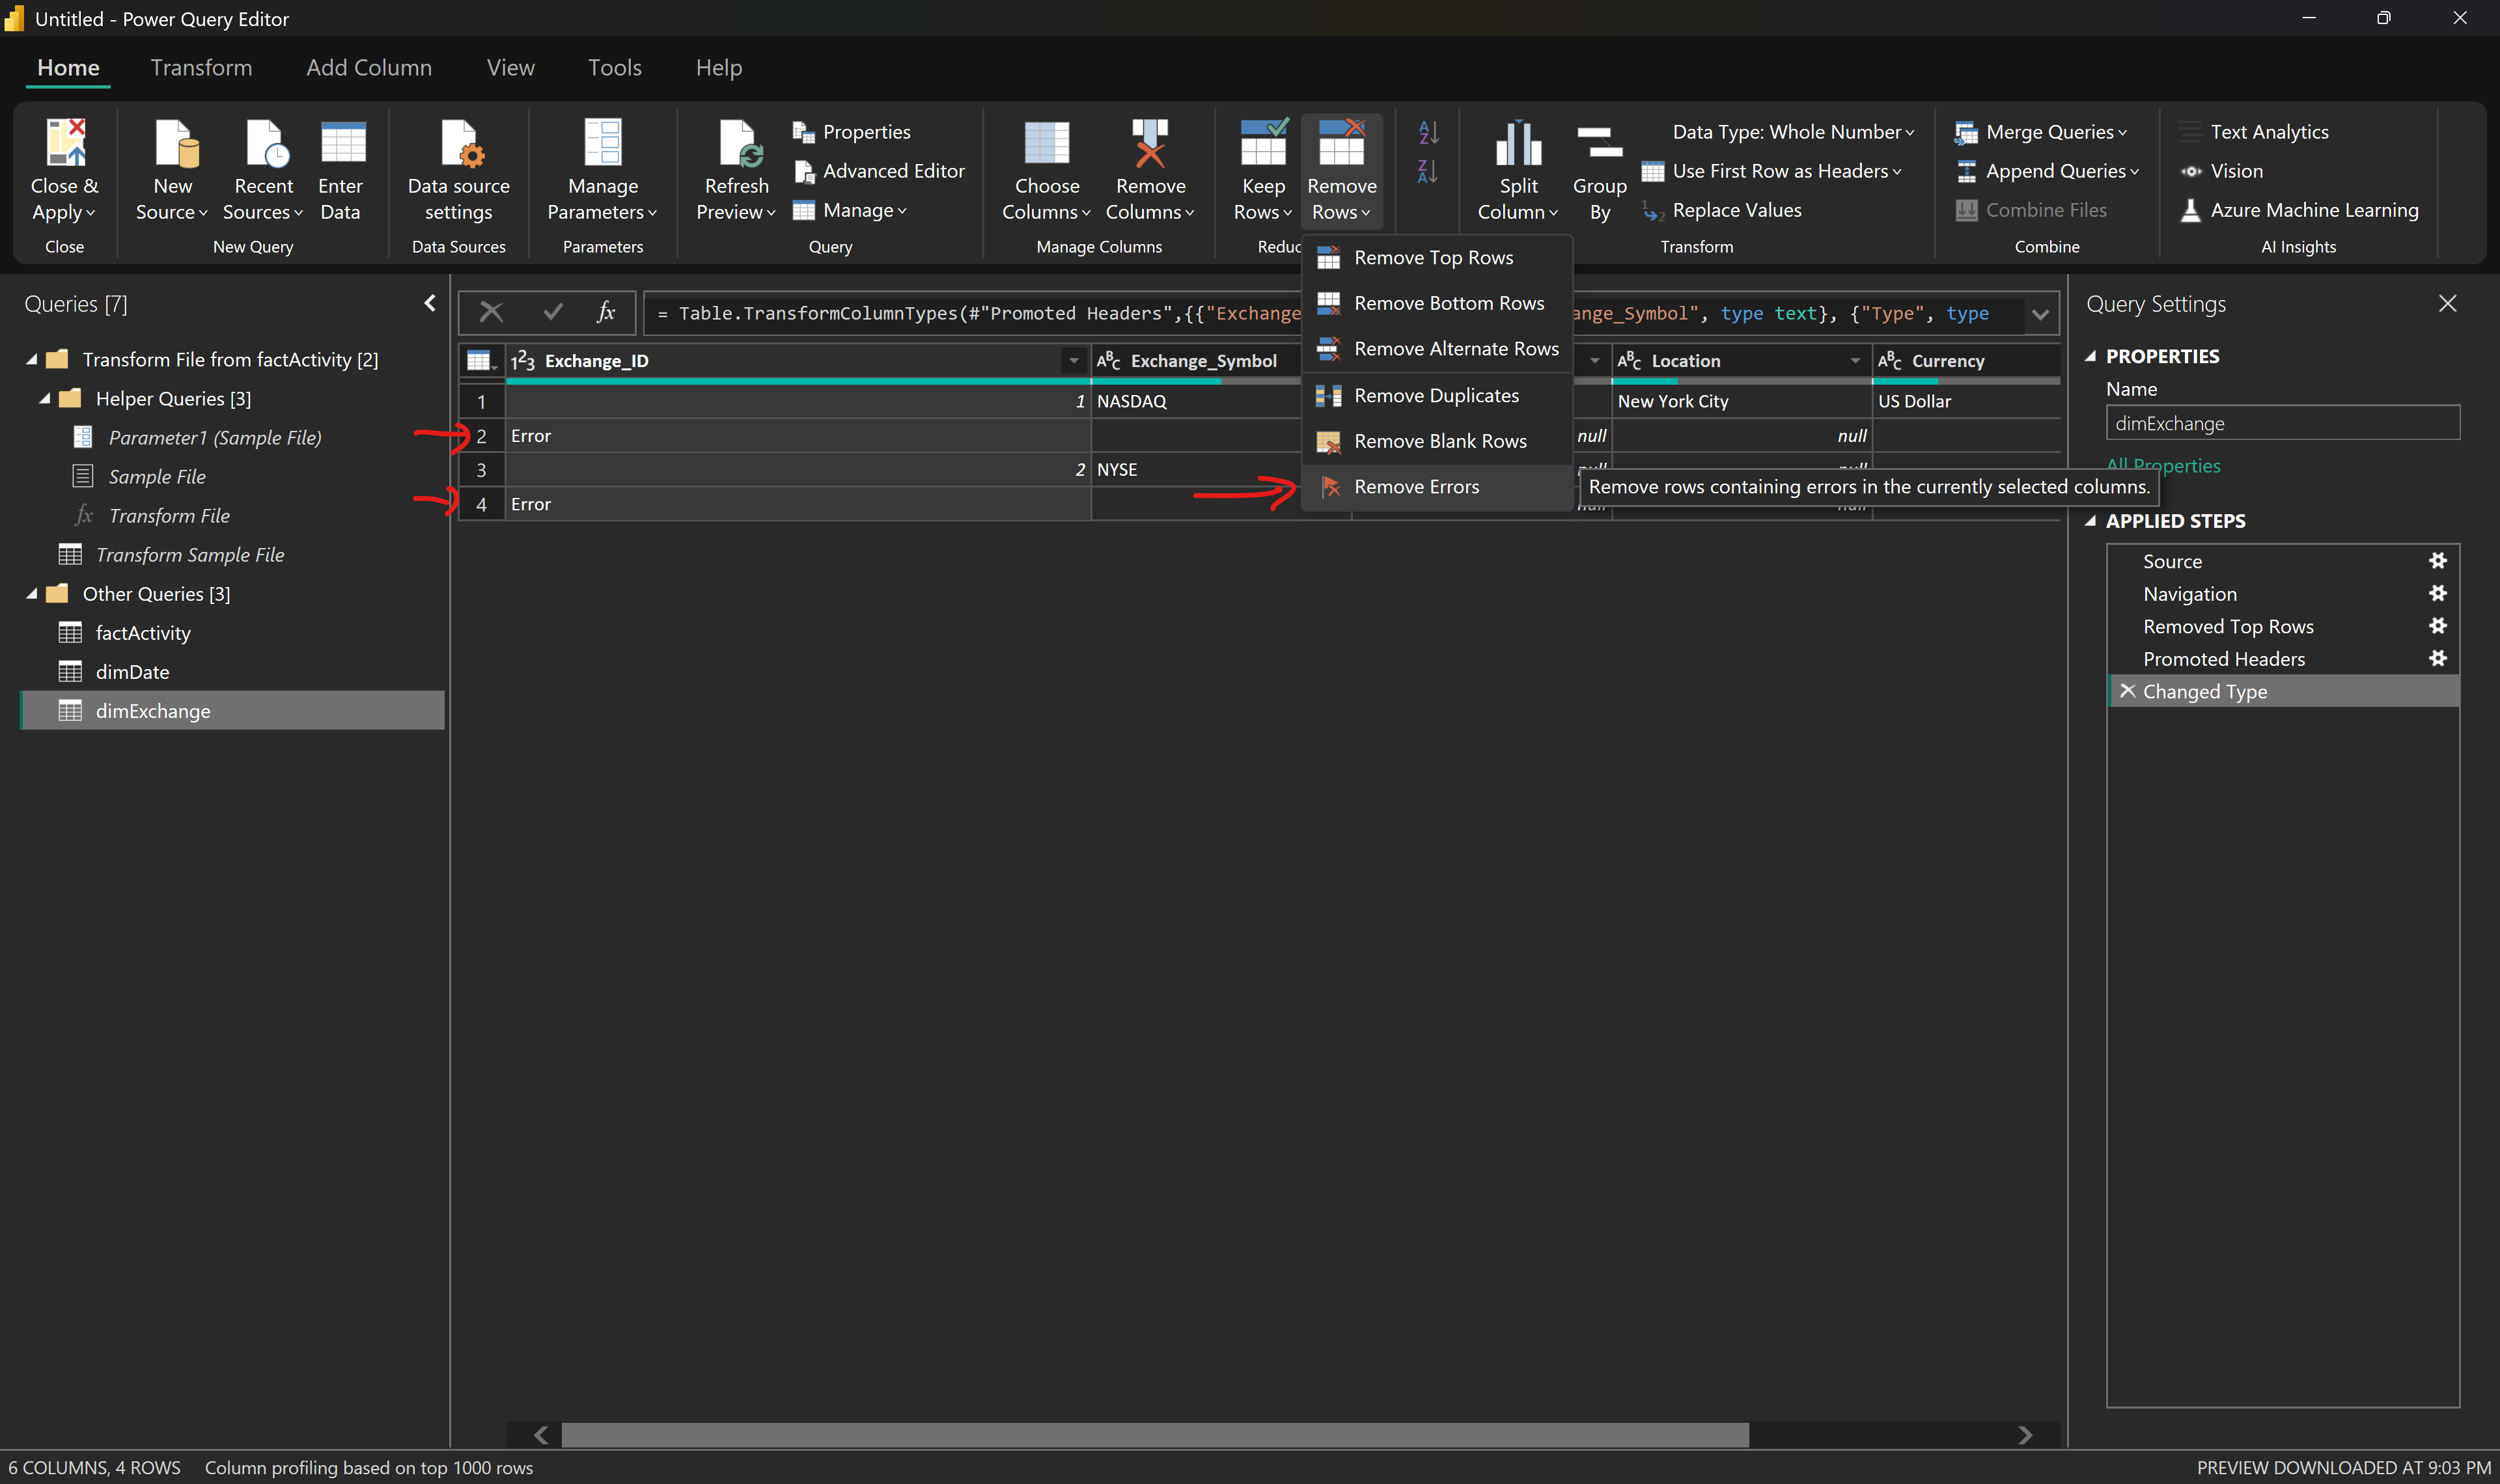 Untitled - Power Query Editor
Home Transform Add Column View Tools Help
Close & Apply
Close
New Source
Recent Sources
Enter Data
New Query
Data source settings
Data Sources
Manage Parameters
Parameters
Refresh Preview
Properties
Advanced Editor
Manage
Query
Choose Columns
Remove Columns
Manage Columns
Keep Rows
Remove Rows
Reduc
Split Column
Group By
Data Type: Whole Number
Use First Row as Headers
Replace Values
Transform
Merge Queries
Append Queries
Combine Files
Combine
Text Analytics
Vision
Azure Machine Learning
AI Insights
Remove Top Rows
Remove Bottom Rows
Remove Alternate Rows
Remove Duplicates
Remove Blank Rows
Remove Errors
Remove rows containing errors in the currently selected columns.
Queries [7]
Transform File from factActivity [2]
Helper Queries [3]
Parameter1 (Sample File)
Sample File
fx Transform File
Transform Sample File
Other Queries [3]
factActivity
dimDate
dimExchange
fx
= Table.TransformColumnTypes(#"Promoted Headers",{{"Exchange
ange_Symbol", type text}, {"Type", type
123 Exchange_ID ABC Exchange_Symbol ABC Location ABC Currency
1 1 NASDAQ New York City US Dollar
2 Error null null
3 2 NYSE null null
4 Error null null
Query Settings
PROPERTIES
Name
dimExchange
All Properties
APPLIED STEPS
Source
Navigation
Removed Top Rows
Promoted Headers
Changed Type
6 COLUMNS, 4 ROWS Column profiling based on top 1000 rows
PREVIEW DOWNLOADED AT 9:03 PM